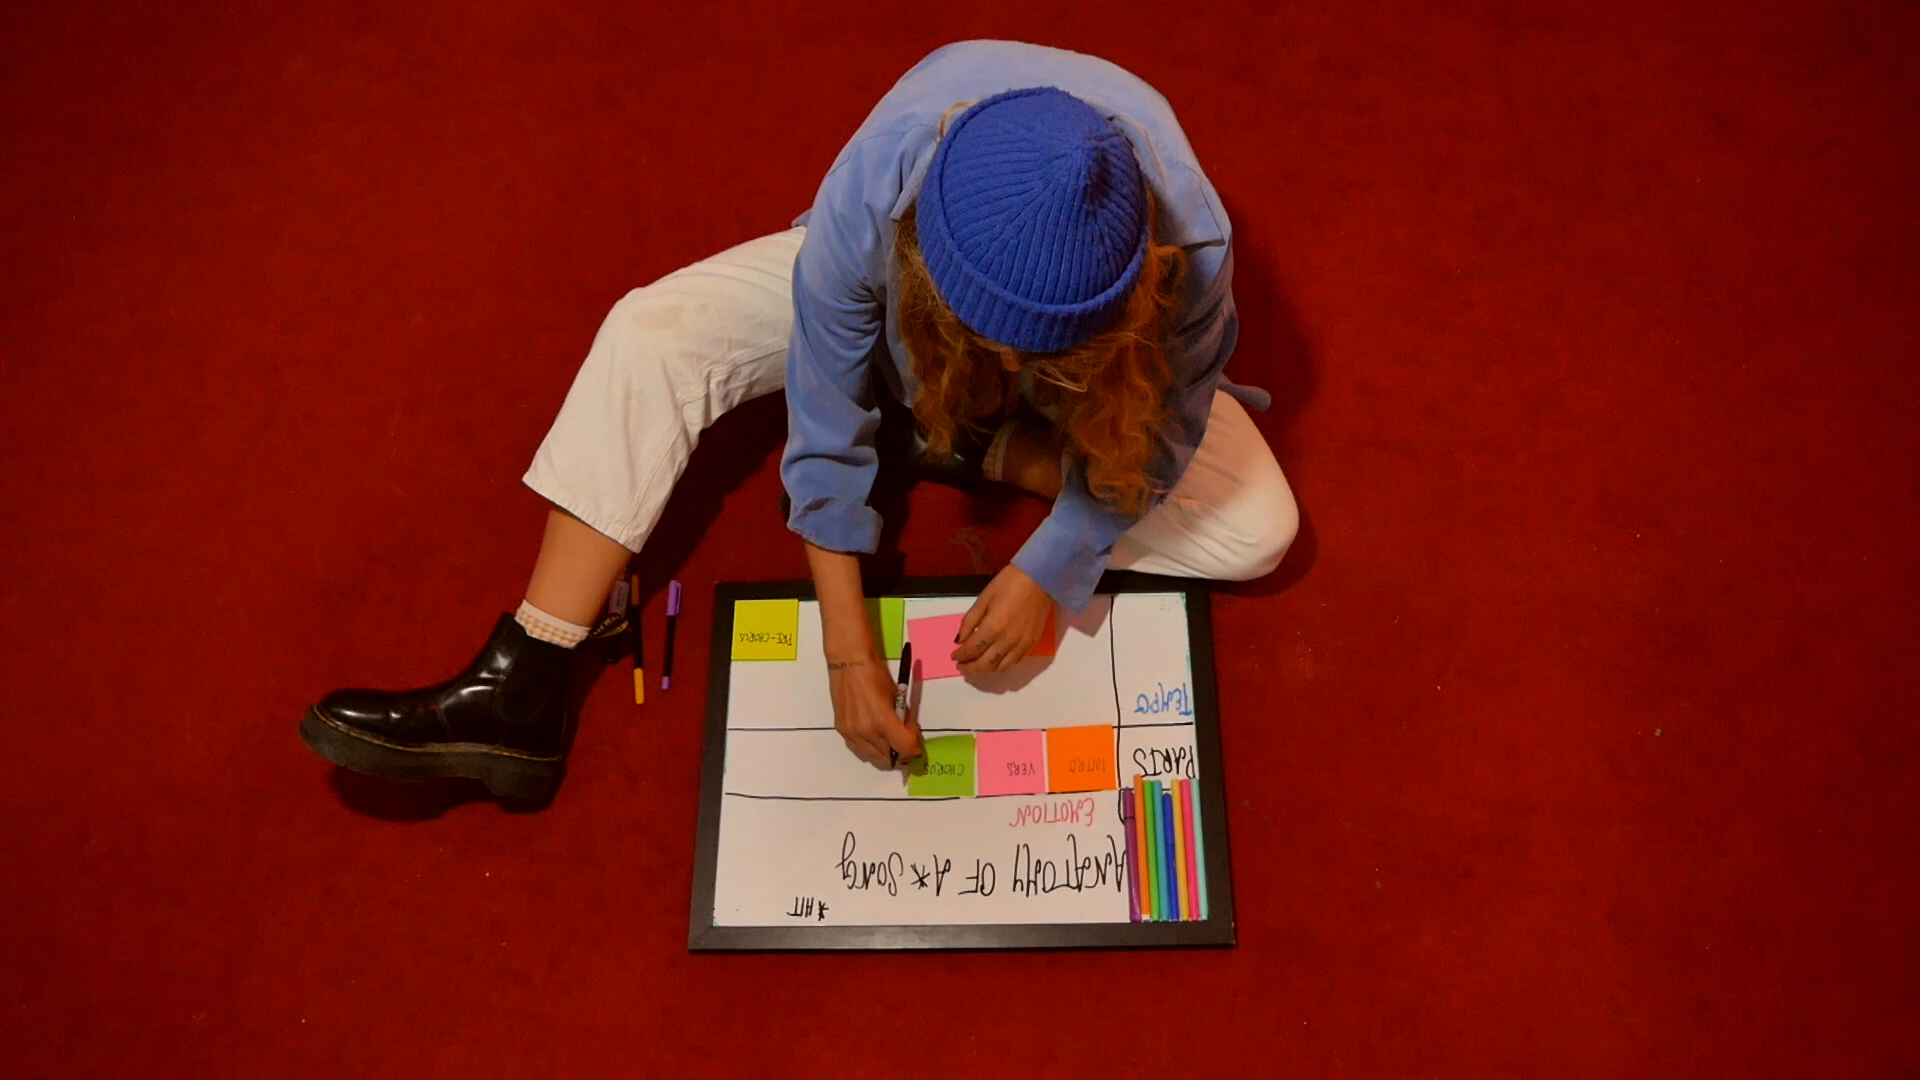 *HIT
ANATOMY OF A* SONG
EMOTION
PARTS INTRO VERS CHORUS
TEMPO
PRE-CHORUS